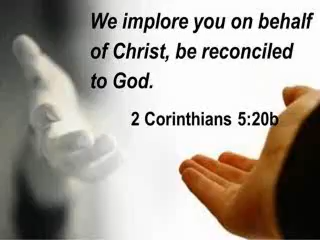 We implore you on behalf
of Christ, be reconciled
to God.
2 Corinthians 5:20b